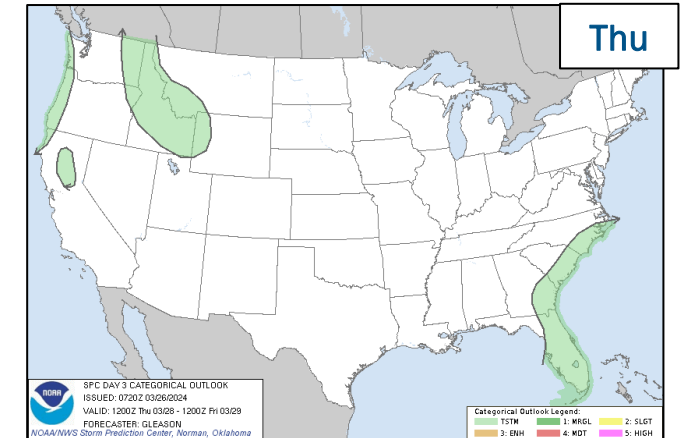 Thu
NOAA
SPC DAY 3 CATEGORICAL OUTLOOK
ISSUED: 0720Z 03/26/2024
VALID: 1200Z Thu 03/28 - 1200Z Fri 03/29
FORECASTER: GLEASON
NOAA/NWS Storm Prediction Center, Norman, Oklahoma
Categorical Outlook Legend:
TSTM 1: MRGL 2: SLGT
3: ENH 4: MDT 5: HIGH